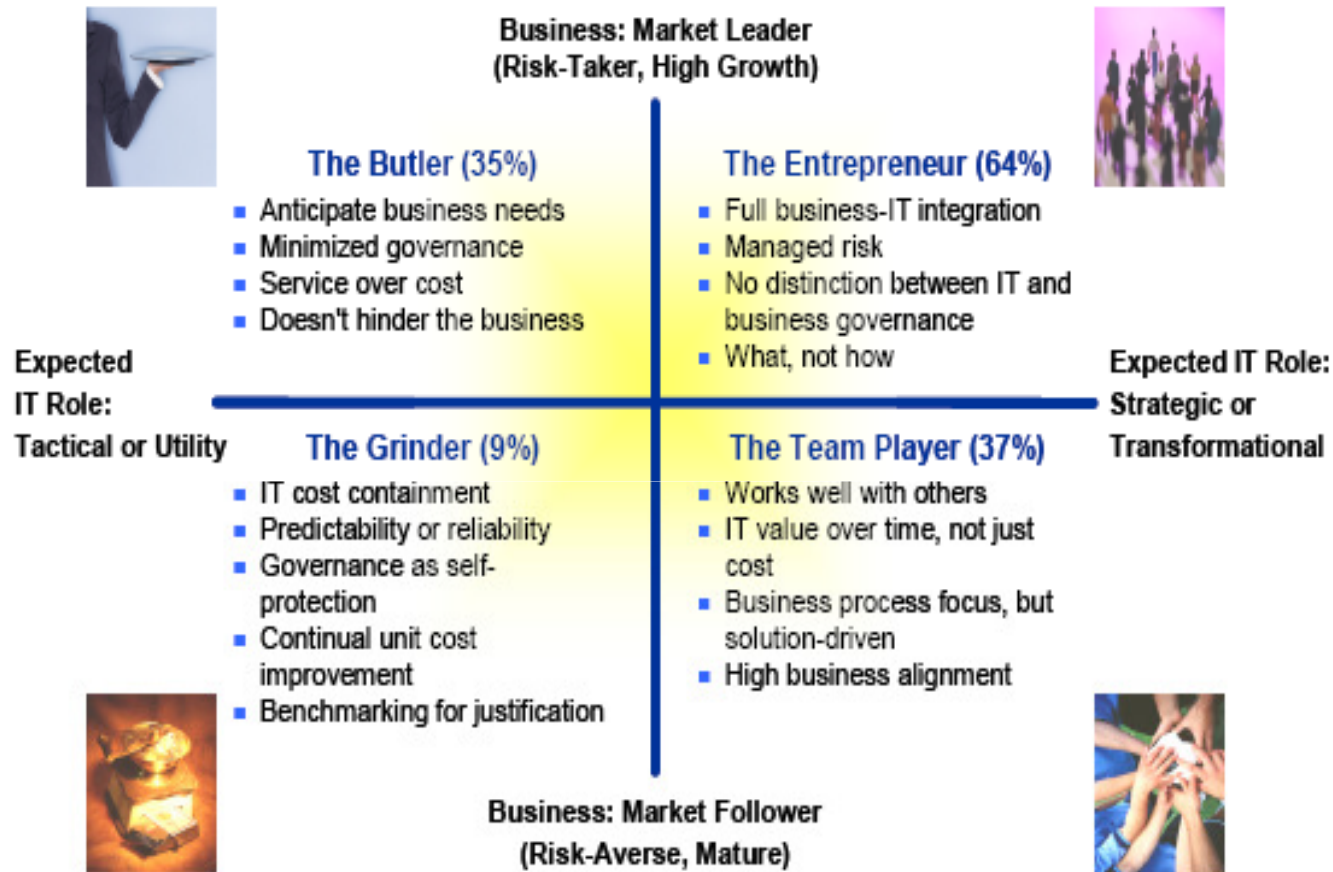 Business: Market Leader
(Risk-Taker, High Growth)
The Butler (35%)
Anticipate business needs
Minimized governance
Service over cost
Doesn't hinder the business
The Entrepreneur (64%)
Full business-IT integration
Managed risk
No distinction between IT and
business governance
What, not how
Expected
IT Role:
Tactical or Utility
Expected IT Role:
Strategic or
Transformational
The Grinder (9%)
IT cost containment
Predictability or reliability
Governance as self-
protection
Continual unit cost
improvement
Benchmarking for justification
The Team Player (37%)
Works well with others
IT value over time, not just
cost
Business process focus, but
solution-driven
High business alignment
Business: Market Follower
(Risk-Averse, Mature)